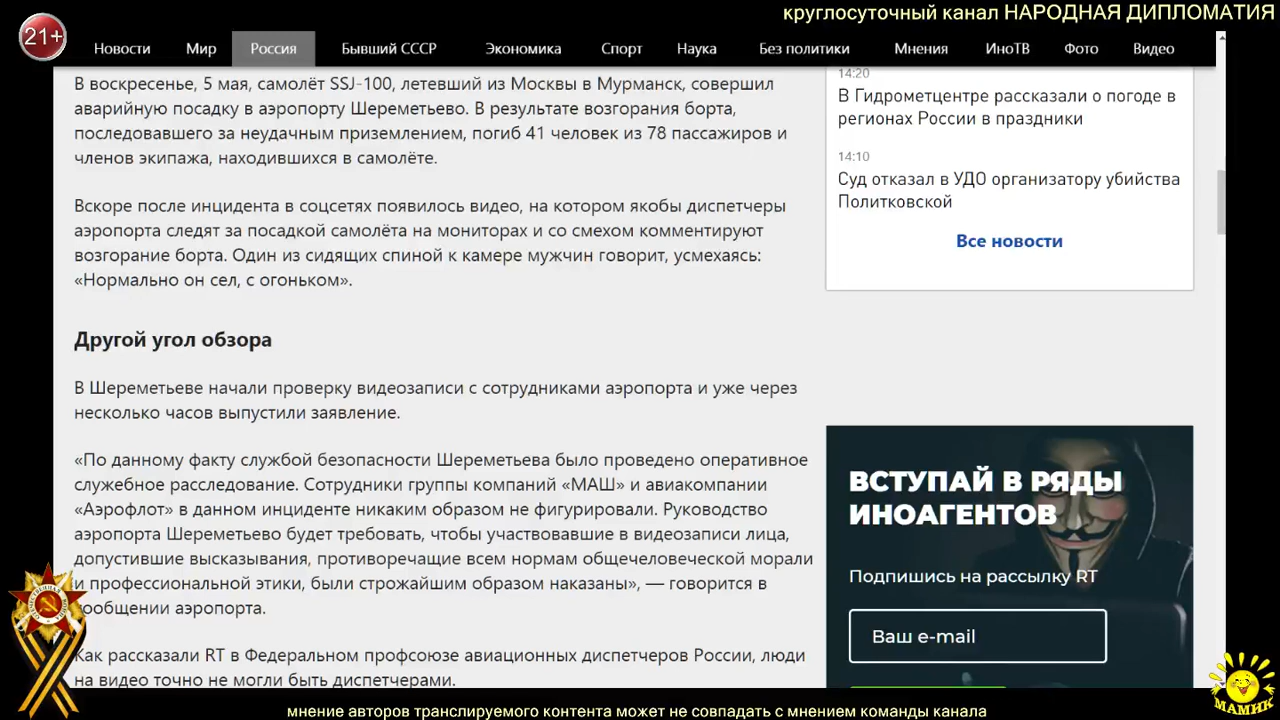 круглосуточный канал НАРОДНАЯ ДИПЛОМАТИЯ
21+
Новости Мир Россия Бывший СССР Экономика Спорт Наука Без политики Мнения ИноТВ Фото Видео
В воскресенье, 5 мая, самолёт SSJ-100, летевший из Москвы в Мурманск, совершил
аварийную посадку в аэропорту Шереметьево. В результате возгорания борта,
последовавшего за неудачным приземлением, погиб 41 человек из 78 пассажиров и
членов экипажа, находившихся в самолёте.
Вскоре после инцидента в соцсетях появилось видео, на котором якобы диспетчеры
аэропорта следят за посадкой самолёта на мониторах и со смехом комментируют
возгорание борта. Один из сидящих спиной к камере мужчин говорит, усмехаясь:
«Нормально он сел, с огоньком».
Другой угол обзора
В Шереметьеве начали проверку видеозаписи с сотрудниками аэропорта и уже через
несколько часов выпустили заявление.
«По данному факту службой безопасности Шереметьева было проведено оперативное
служебное расследование. Сотрудники группы компаний «МАШ» и авиакомпании
«Аэрофлот» в данном инциденте никаким образом не фигурировали. Руководство
аэропорта Шереметьево будет требовать, чтобы участвовавшие в видеозаписи лица,
допустившие высказывания, противоречащие всем нормам общечеловеческой морали
и профессиональной этики, были строжайшим образом наказаны», — говорится в
сообщении аэропорта.
Как рассказали RT в Федеральном профсоюзе авиационных диспетчеров России, люди
на видео точно не могли быть диспетчерами.
14:20
В Гидрометцентре рассказали о погоде в
регионах России в праздники
14:10
Суд отказал в УДО организатору убийства
Политковской
Все новости
ВСТУПАЙ В РЯДЫ
ИНОАГЕНТОВ
Подпишись на рассылку RT
Ваш e-mail
МАМИК
мнение авторов транслируемого контента может не совпадать с мнением команды канала